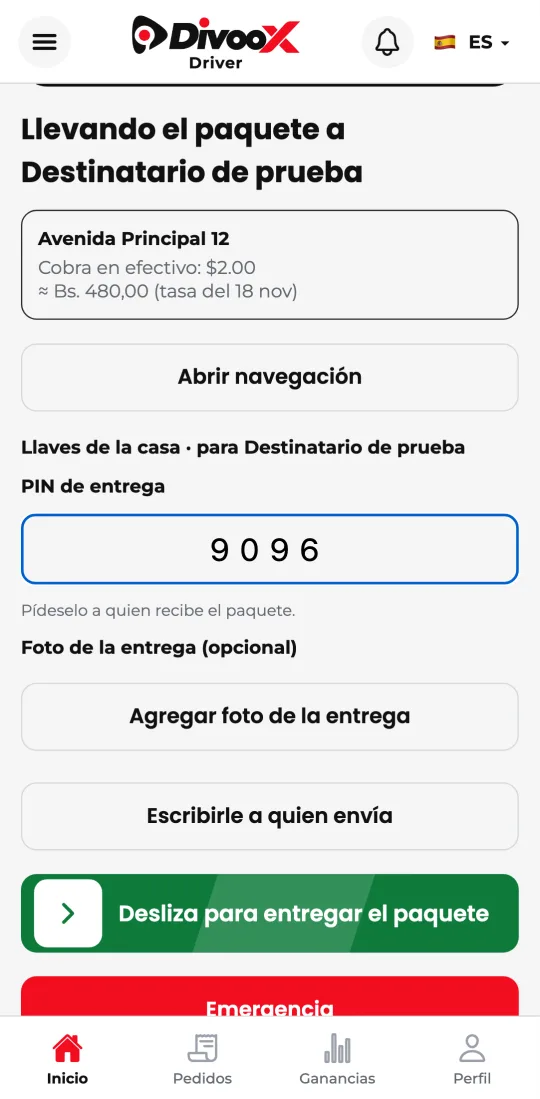 DivooX
Driver
ES
Llevando el paquete a
Destinatario de prueba
Avenida Principal 12
Cobra en efectivo: $2.00
≈ Bs. 480,00 (tasa del 18 nov)
Abrir navegación
Llaves de la casa · para Destinatario de prueba
PIN de entrega
9096
Pídeselo a quien recibe el paquete.
Foto de la entrega (opcional)
Agregar foto de la entrega
Escribirle a quien envía
Desliza para entregar el paquete
Emergencia
Inicio
Pedidos
Ganancias
Perfil